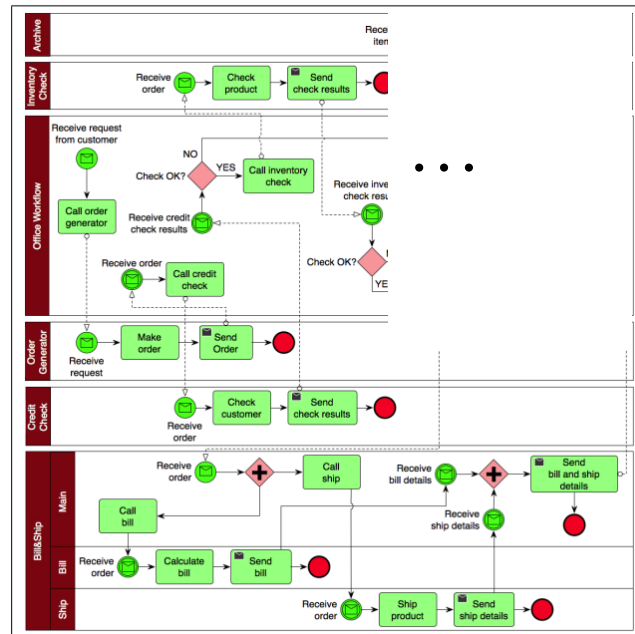 Archive
Rece
item
Inventory
Check
Receive
order
Check
product
Send
check results
Office Workflow
Receive request
from customer
Call order
generator
NO
Check OK?
YES
Call inventory
check
Receive credit
check results
Receive inve
check resu
Check OK?
YE
Receive order
Call credit
check
Order
Generator
Receive
request
Make
order
Send
Order
Credit
Check
Receive
order
Check
customer
Send
check results
Bill&Ship
Main
Receive
order
Call
ship
Receive
bill details
Send
bill and ship
details
Call
bill
Receive
ship details
Bill
Receive
order
Calculate
bill
Send
bill
Ship
Receive
order
Ship
product
Send
ship details